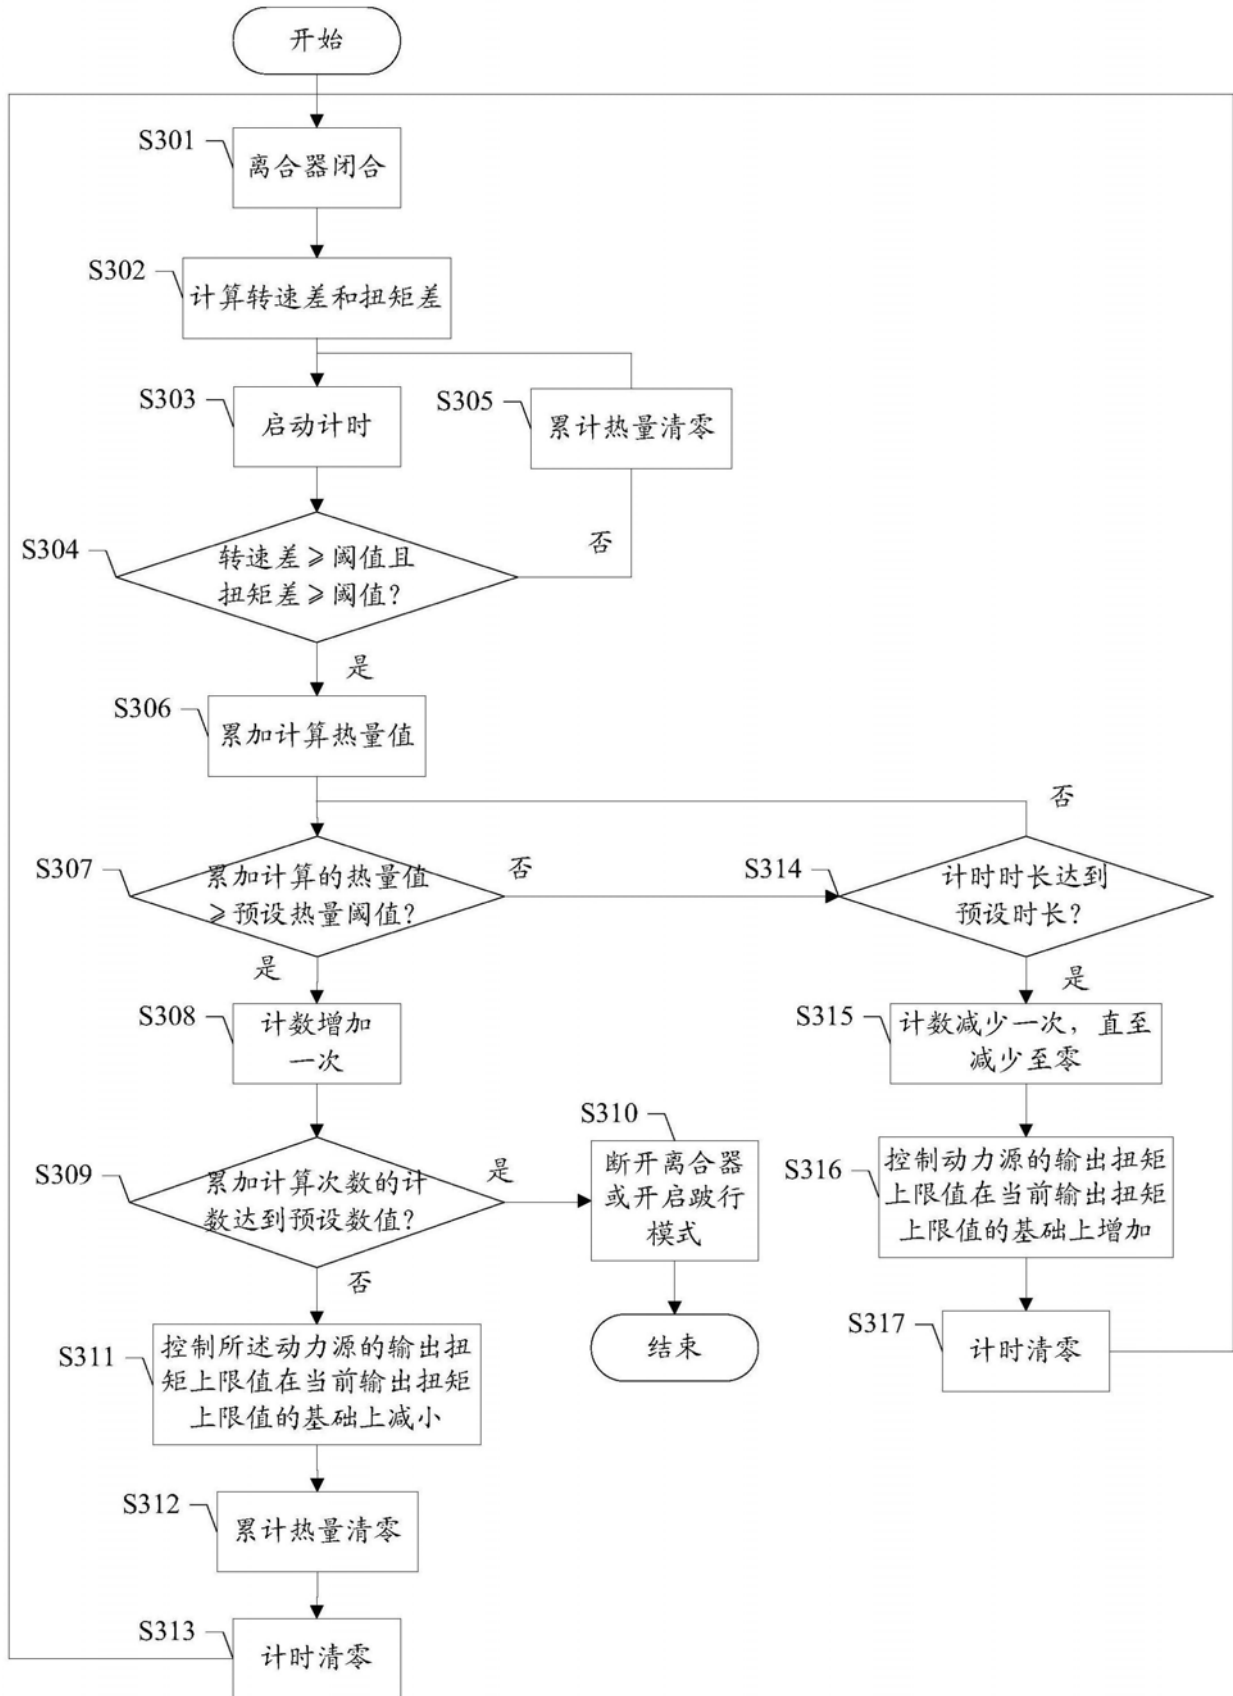 开始
S301
离合器闭合
S302
计算转速差和扭矩差
S303
启动计时
S305
累计热量清零
S304
转速差≥阈值且
扭矩差≥阈值？
否
是
S306
累加计算热量值
否
S307
累加计算的热量值
≥预设热量阈值？
否
S314
计时时长达到
预设时长？
是
是
S308
计数增加
一次
S315
计数减少一次，直至
减少至零
S309
累加计算次数的计
数达到预设数值？
是
S310
断开离合器
或开启跛行
模式
S316
控制动力源的输出扭矩
上限值在当前输出扭矩
上限值的基础上增加
否
S311
控制所述动力源的输出扭
矩上限值在当前输出扭矩
上限值的基础上减小
结束
S317
计时清零
S312
累计热量清零
S313
计时清零